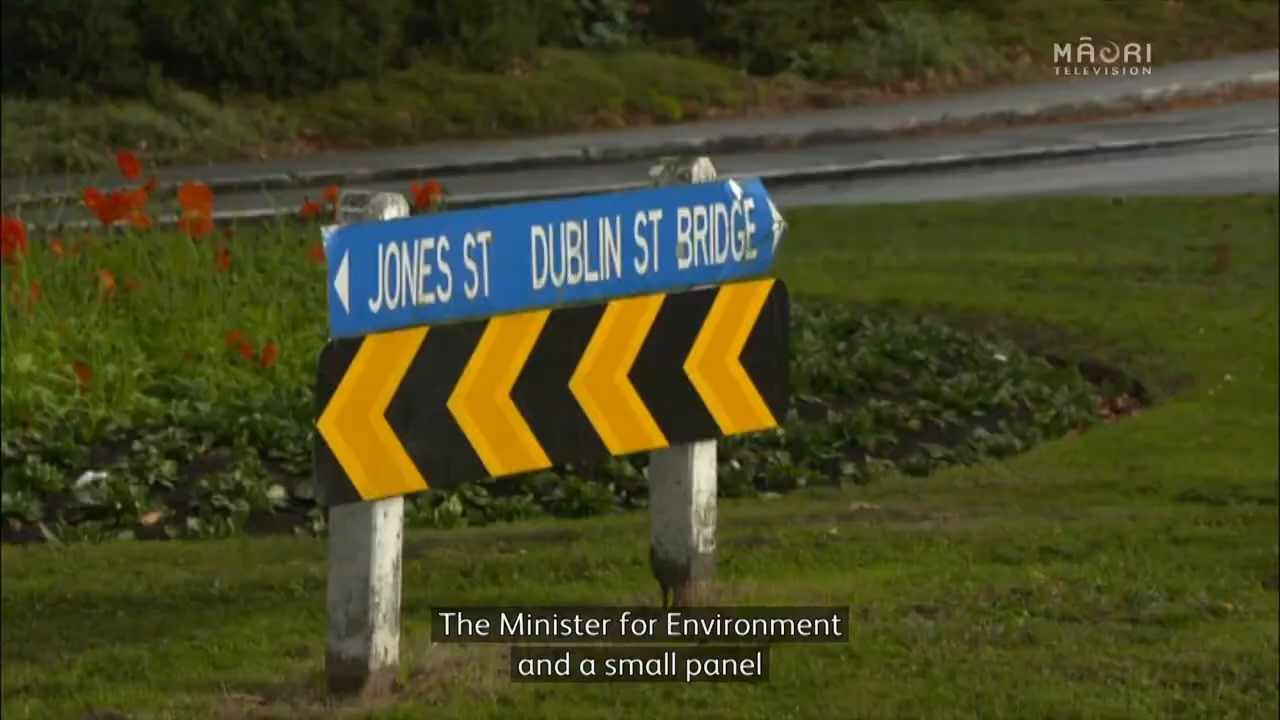 MĀORI
TELEVISION
JONES ST DUBLIN ST BRIDGE
The Minister for Environment
and a small panel